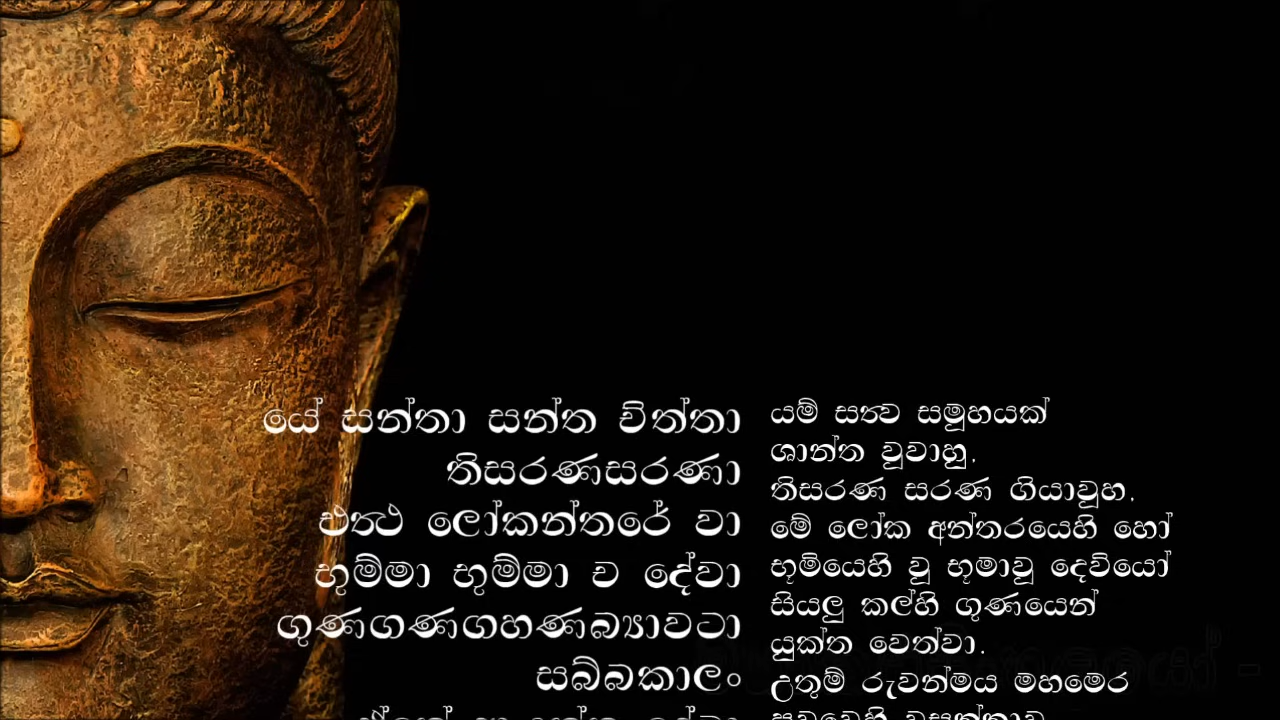 යේ සන්තා සන්ත චිත්තා
තිසරණසරණා
එත්ථ ලෝකන්තරේ වා
භුම්මා භුම්මා ච දේවා
ගුණගණගහණබ්‍යාවටා
සබ්බකාලං
යම් සත්ව සමූහයක්
ශාන්ත වූවාහු,
තිසරණ සරණ ගියාවූහ,
මේ ලෝක අන්තරයෙහි හෝ
භූමියෙහි වූ භූමාටූ දෙවියෝ
සියලු කල්හි ගුණයෙන්
යුක්ත වෙත්වා.
උතුම් රුවන්මය මහමෙර